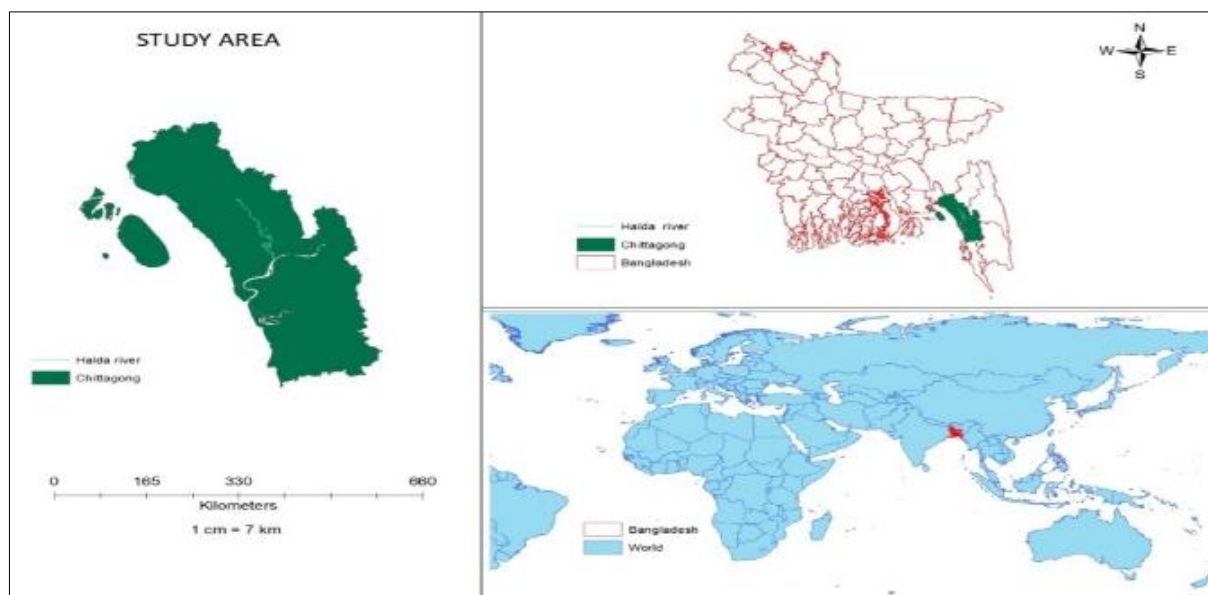 STUDY AREA
Halda river
Chittagong
0 165 330 660
Kilometers
1 cm = 7 km
N
W E
S
Halda river
Chittagong
Bangladesh
Bangladesh
World